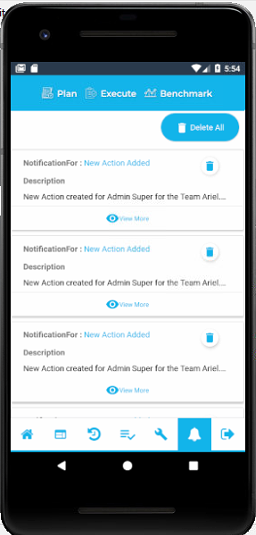 5:54
Plan Execute Benchmark
Delete All
NotificationFor : New Action Added
Description
New Action created for Admin Super for the Team Ariel....
View More
NotificationFor : New Action Added
Description
New Action created for Admin Super for the Team Ariel....
View More
NotificationFor : New Action Added
Description
New Action created for Admin Super for the Team Ariel....
View More